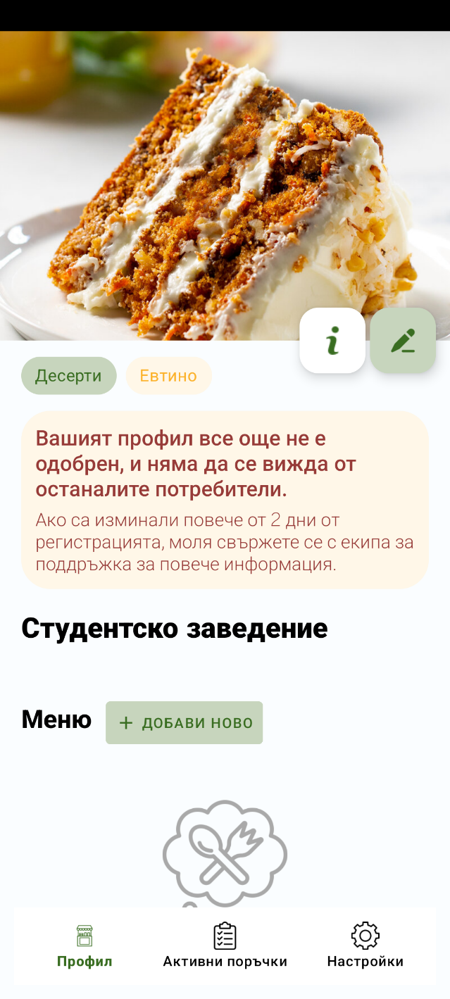 i
Десерти
Евтино
Вашият профил все още не е
одобрен, и няма да се вижда от
останалите потребители.
Ако са изминали повече от 2 дни от
регистрацията, моля свържете се с екипа за
поддръжка за повече информация.
Студентско заведение
Меню
+ ДОБАВИ НОВО
Профил
Активни поръчки
Настройки